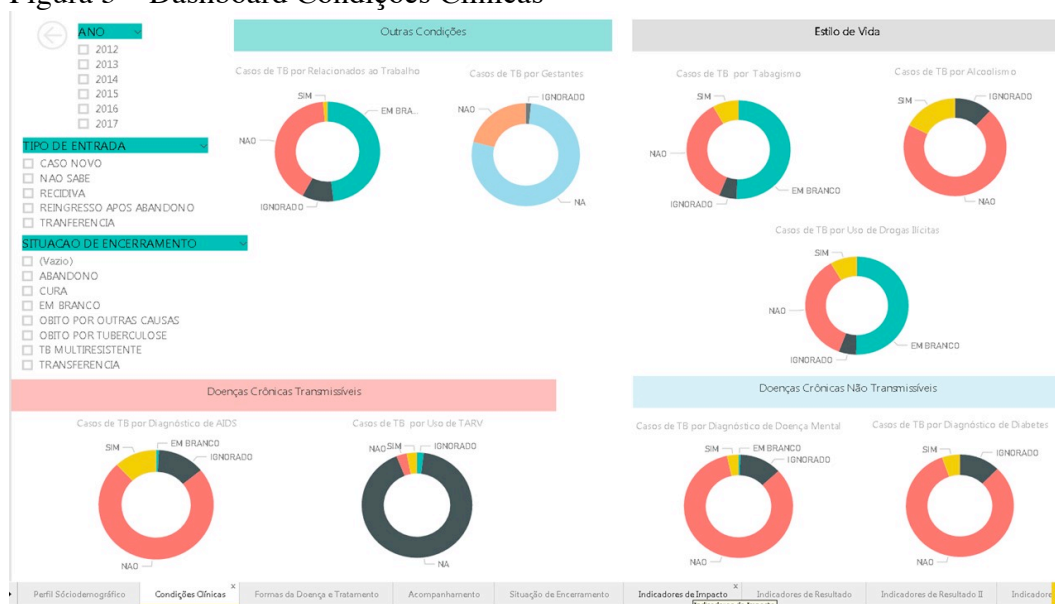 Figura 3 – Dashboard Condições Clínicas
ANO
2012
2013
2014
2015
2016
2017
TIPO DE ENTRADA
CASO NOVO
NAO SABE
RECIDIVA
REINGRESSO APOS ABANDONO
TRANFERENCIA
SITUACAO DE ENCERRAMENTO
(Vazio)
ABANDONO
CURA
EM BRANCO
OBITO POR OUTRAS CAUSAS
OBITO POR TUBERCULOSE
TB MULTIRESISTENTE
TRANSFERENCIA
Outras Condições
Casos de TB por Relacionados ao Trabalho
SIM
EM BRA...
NAO
IGNORADO
Casos de TB por Gestantes
IGNORADO
NAO
NA
Estilo de Vida
Casos de TB por Tabagismo
SIM
NAO
EM BRANCO
IGNORADO
Casos de TB por Alcoolismo
SIM
IGNORADO
NAO
Casos de TB por Uso de Drogas Ilícitas
SIM
NAO
EM BRANCO
IGNORADO
Doenças Crônicas Transmissíveis
Casos de TB por Diagnóstico de AIDS
SIM
EM BRANCO
IGNORADO
NAO
Casos de TB por Uso de TARV
NAO
SIM
IGNORADO
NA
Doenças Crônicas Não Transmissíveis
Casos de TB por Diagnóstico de Doença Mental
SIM
EM BRANCO
IGNORADO
NAO
Casos de TB por Diagnóstico de Diabetes
SIM
IGNORADO
NAO
Perfil Sóciodemográfico
Condições Clínicas
x
Formas da Doença e Tratamento
Acompanhamento
Situação de Encerramento
Indicadores de Impacto
x
Indicadores de Resultado
Indicadores de Resultado II
Indicadore